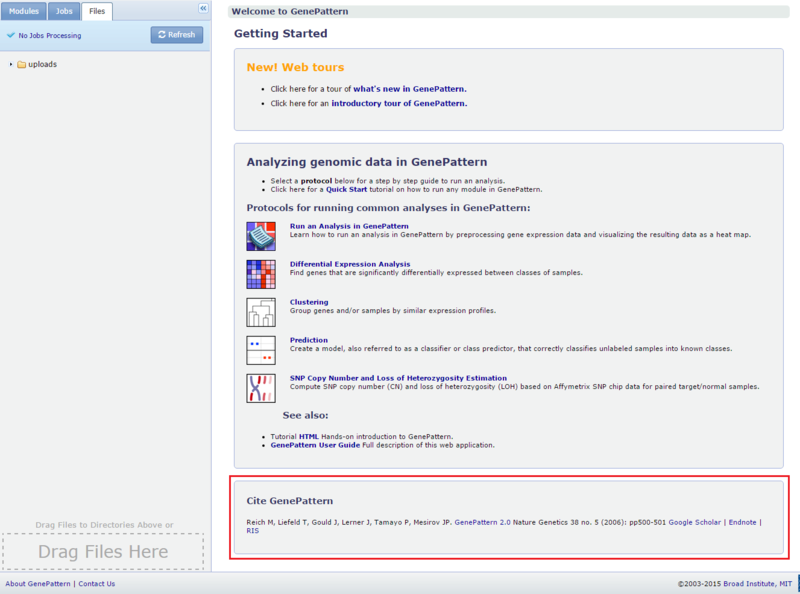 Modules Jobs Files
No Jobs Processing Refresh
uploads
Drag Files to Directories Above or
Drag Files Here
Welcome to GenePattern
Getting Started
New! Web tours
Click here for a tour of what's new in GenePattern.
Click here for an introductory tour of GenePattern.
Analyzing genomic data in GenePattern
Select a protocol below for a step by step guide to run an analysis.
Click here for a Quick Start tutorial on how to run any module in GenePattern.
Protocols for running common analyses in GenePattern:
Run an Analysis in GenePattern
Learn how to run an analysis in GenePattern by preprocessing gene expression data and visualizing the resulting data as a heat map.
Differential Expression Analysis
Find genes that are significantly differentially expressed between classes of samples.
Clustering
Group genes and/or samples by similar expression profiles.
Prediction
Create a model, also referred to as a classifier or class predictor, that correctly classifies unlabeled samples into known classes.
SNP Copy Number and Loss of Heterozygosity Estimation
Compute SNP copy number (CN) and loss of heterozygosity (LOH) based on Affymetrix SNP chip data for paired target/normal samples.
See also:
Tutorial HTML Hands-on introduction to GenePattern.
GenePattern User Guide Full description of this web application.
Cite GenePattern
Reich M, Liefeld T, Gould J, Lerner J, Tamayo P, Mesirov JP. GenePattern 2.0 Nature Genetics 38 no. 5 (2006): pp500-501 Google Scholar | Endnote |
RIS
About GenePattern | Contact Us
©2003-2015 Broad Institute, MIT